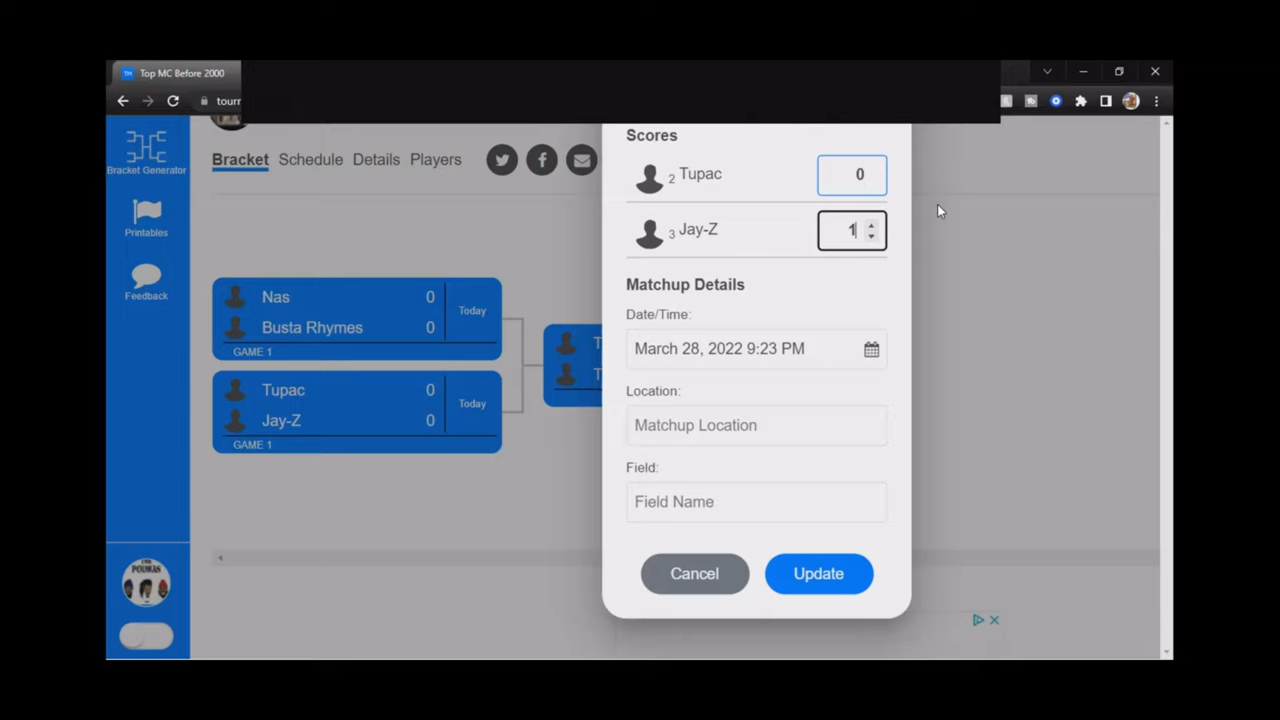 Top MC Before 2000
tourr
Bracket Generator
Printables
Feedback
Bracket Schedule Details Players
Nas 0
Busta Rhymes 0
Today
GAME 1
Tupac 0
Jay-Z 0
Today
GAME 1
T
T
Scores
2 Tupac 0
3 Jay-Z 1
Matchup Details
Date/Time:
March 28, 2022 9:23 PM
Location:
Matchup Location
Field:
Field Name
Cancel Update